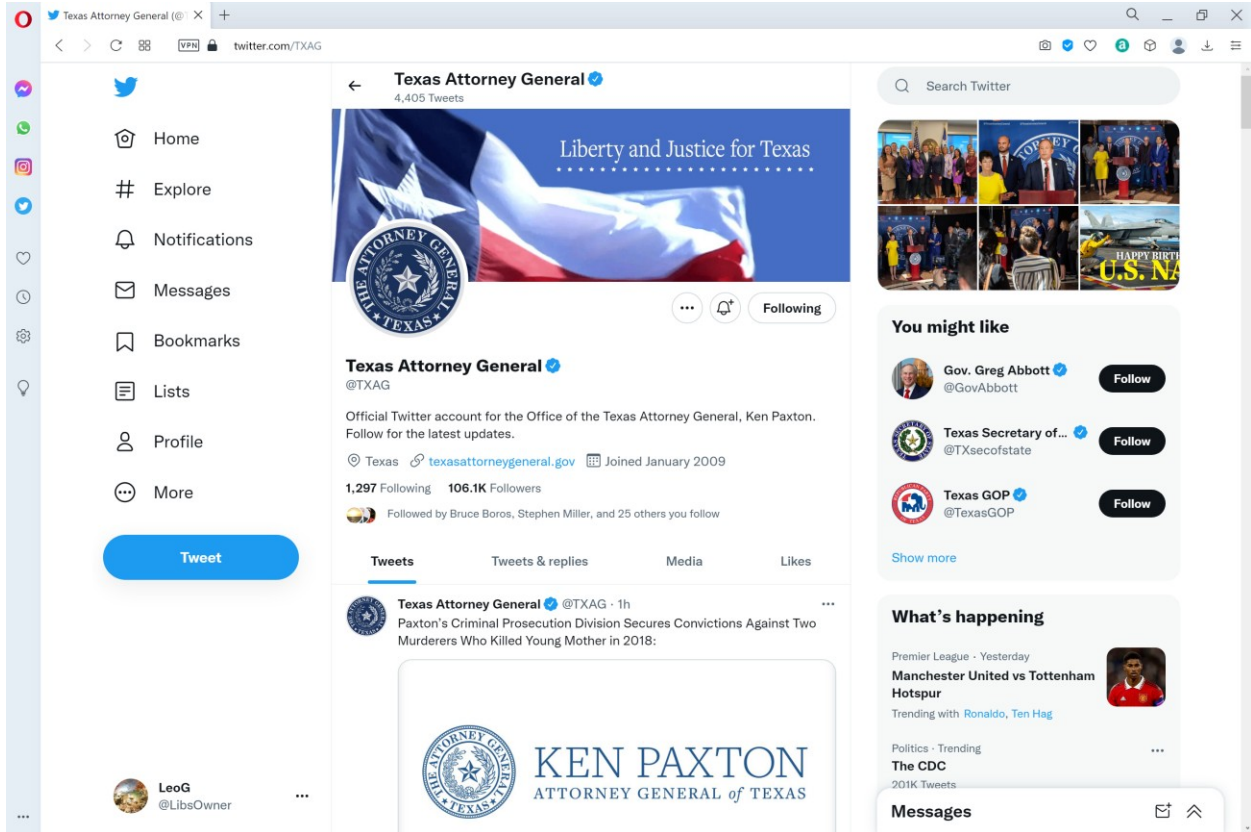 Texas Attorney General (@
VPN
twitter.com/TXAG
Home
Explore
Notifications
Messages
Bookmarks
Lists
Profile
More
Tweet
LeoG
@LibsOwner
Texas Attorney General
4,405 Tweets
Liberty and Justice for Texas
THE ATTORNEY GENERAL
TEXAS
Following
Texas Attorney General
@TXAG
Official Twitter account for the Office of the Texas Attorney General, Ken Paxton.
Follow for the latest updates.
Texas texasattorneygeneral.gov Joined January 2009
1,297 Following 106.1K Followers
Followed by Bruce Boros, Stephen Miller, and 25 others you follow
Tweets Tweets & replies Media Likes
Texas Attorney General @TXAG · 1h
Paxton's Criminal Prosecution Division Secures Convictions Against Two
Murderers Who Killed Young Mother in 2018:
THE ATTORNEY GENERAL
TEXAS
KEN PAXTON
ATTORNEY GENERAL of TEXAS
Search Twitter
HAPPY BIRTH
U.S. NA
You might like
Gov. Greg Abbott
@GovAbbott
Follow
Texas Secretary of...
@TXsecofstate
Follow
Texas GOP
@TexasGOP
Follow
Show more
What's happening
Premier League · Yesterday
Manchester United vs Tottenham
Hotspur
Trending with Ronaldo, Ten Hag
Politics · Trending
The CDC
201K Tweets
Messages